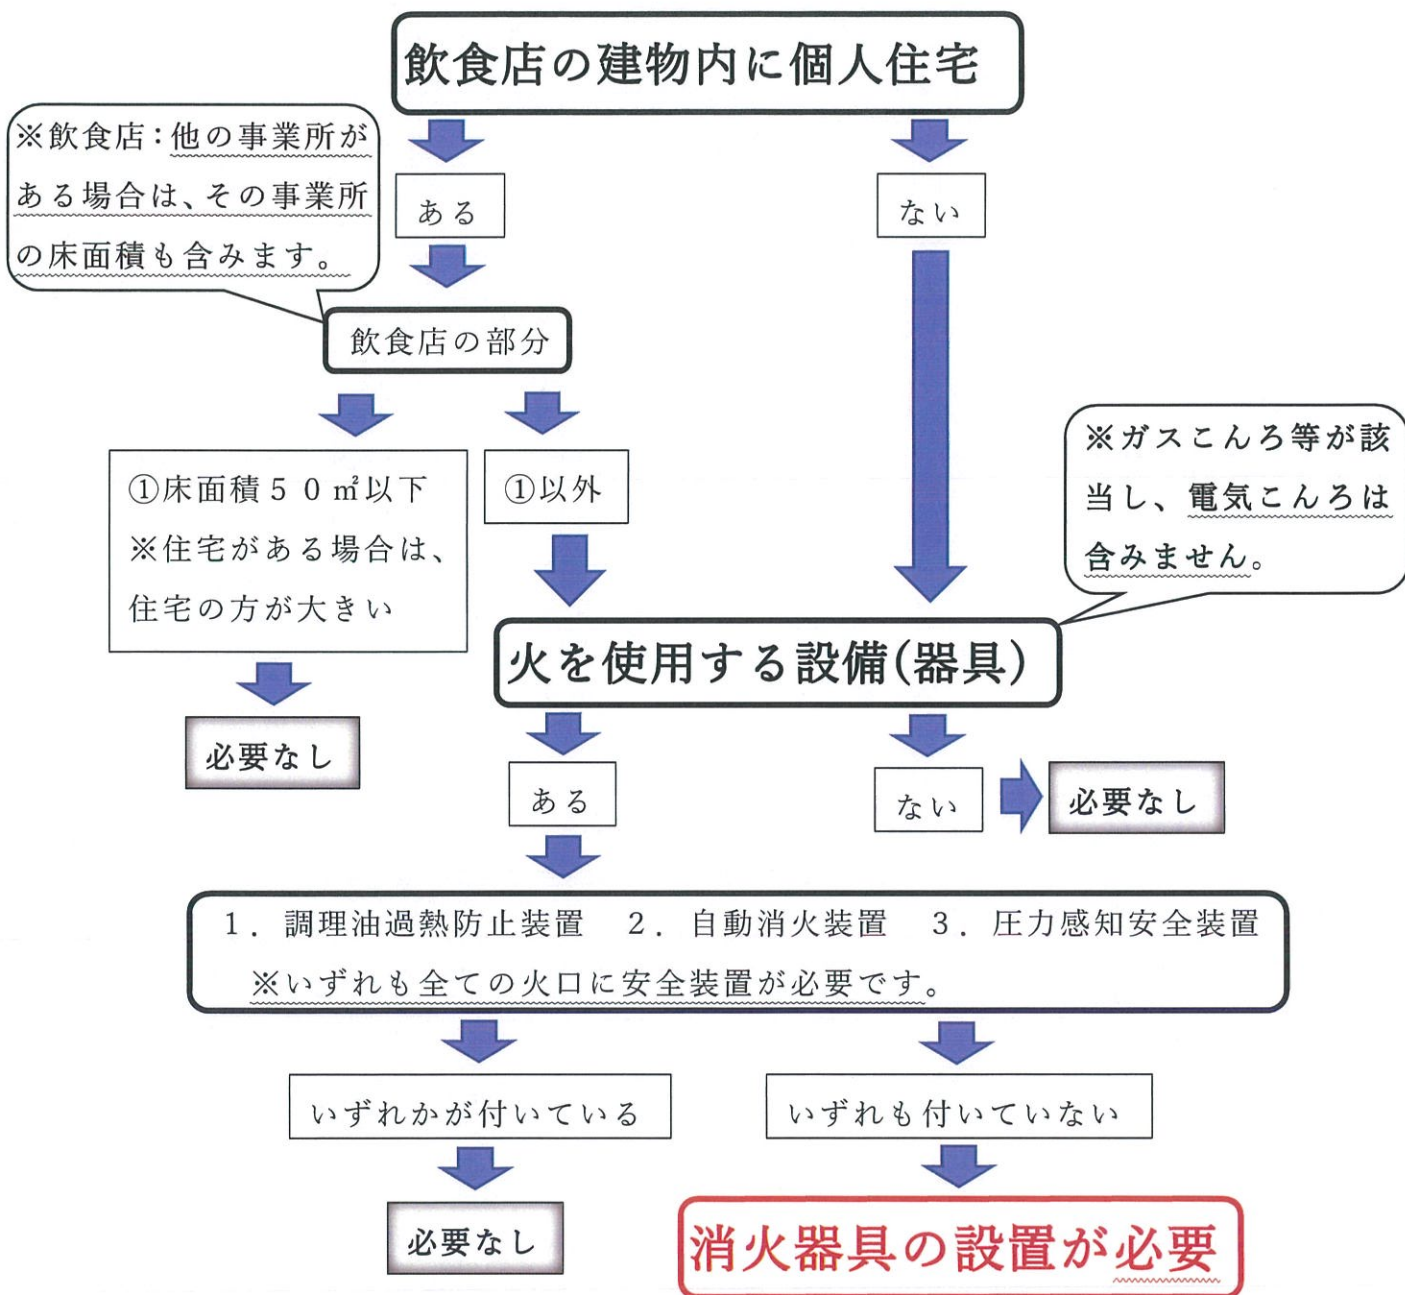 飲食店の建物内に個人住宅
※飲食店：他の事業所が
ある場合は、その事業所
の床面積も含みます。
ある
ない
飲食店の部分
①床面積５０㎡以下
※住宅がある場合は、
住宅の方が大きい
①以外
※ガスこんろ等が該
当し、電気こんろは
含みません。
火を使用する設備(器具)
必要なし
ある
ない
必要なし
１．調理油過熱防止装置　２．自動消火装置　３．圧力感知安全装置
※いずれも全ての火口に安全装置が必要です。
いずれかが付いている
いずれも付いていない
必要なし
消火器具の設置が必要